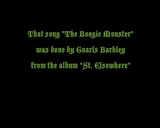 That song "The Boogie Monster"
was done by Gnarls Barkley
from the album "St. Elsewhere"